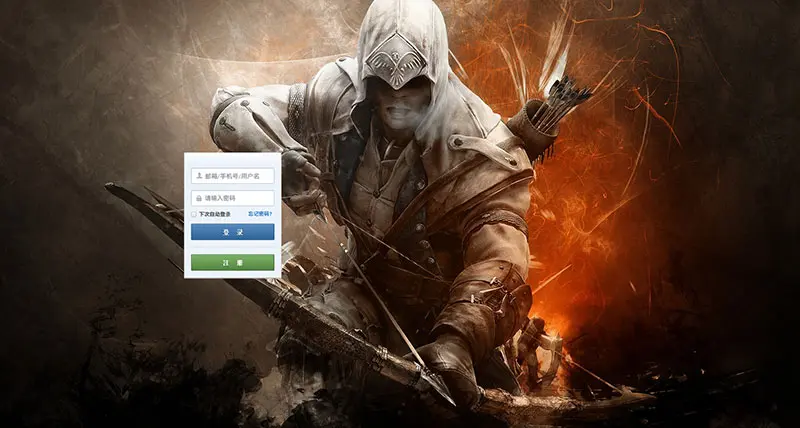 邮箱/手机号/用户名
请输入密码
下次自动登录 忘记密码?
登 录
注 册